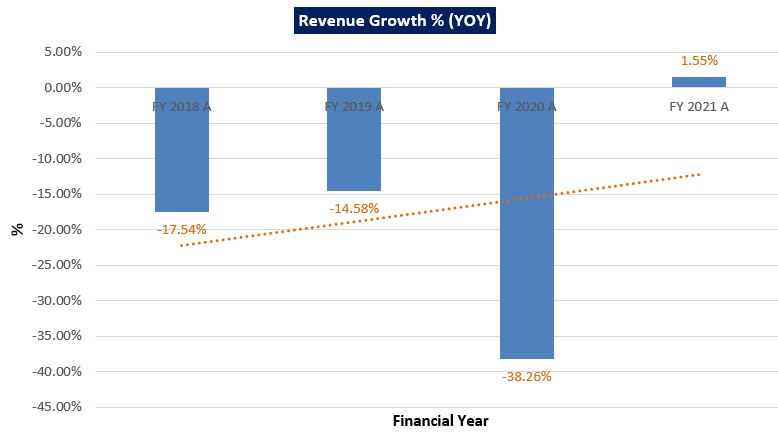 Revenue Growth % (YOY)
5.00%
0.00%
-5.00%
-10.00%
-15.00%
-20.00%
-25.00%
-30.00%
-35.00%
-40.00%
-45.00%
%
FY 2018 A
FY 2019 A
FY 2020 A
FY 2021 A
-17.54%
-14.58%
-38.26%
1.55%
Financial Year